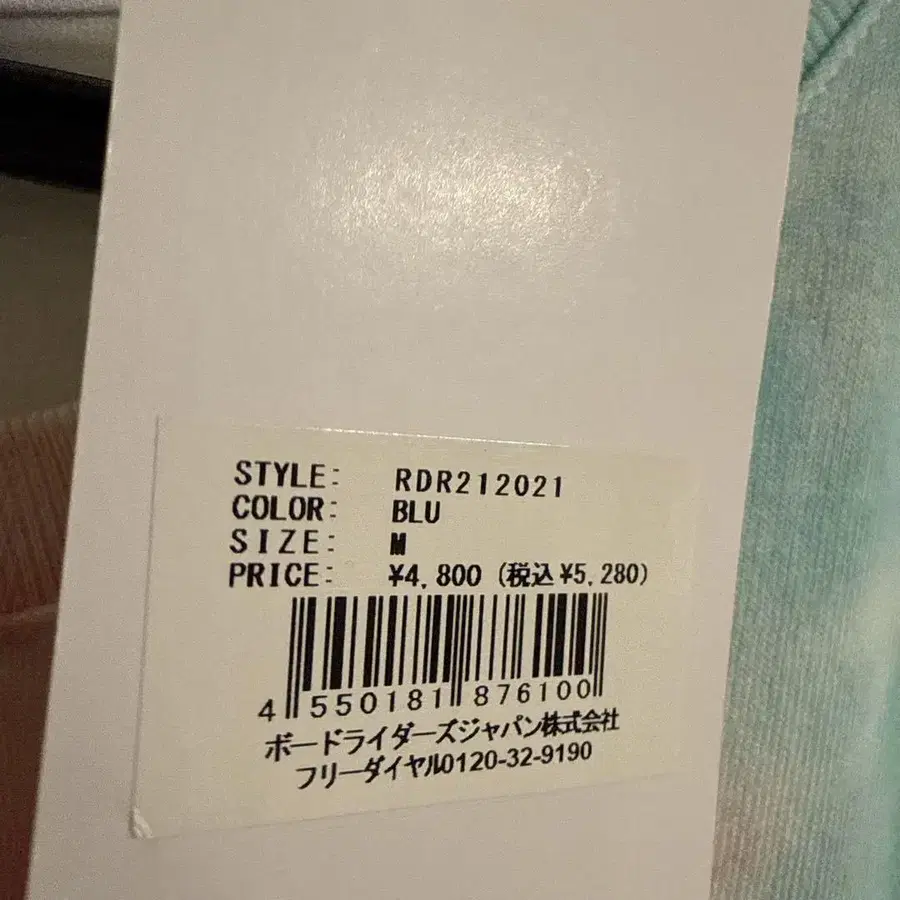 STYLE: RDR212021
COLOR: BLU
SIZE: M
PRICE: ¥4,800 (税込¥5,280)
4 550181 876100
ボードライダーズジャパン株式会社
フリーダイヤル0120-32-9190